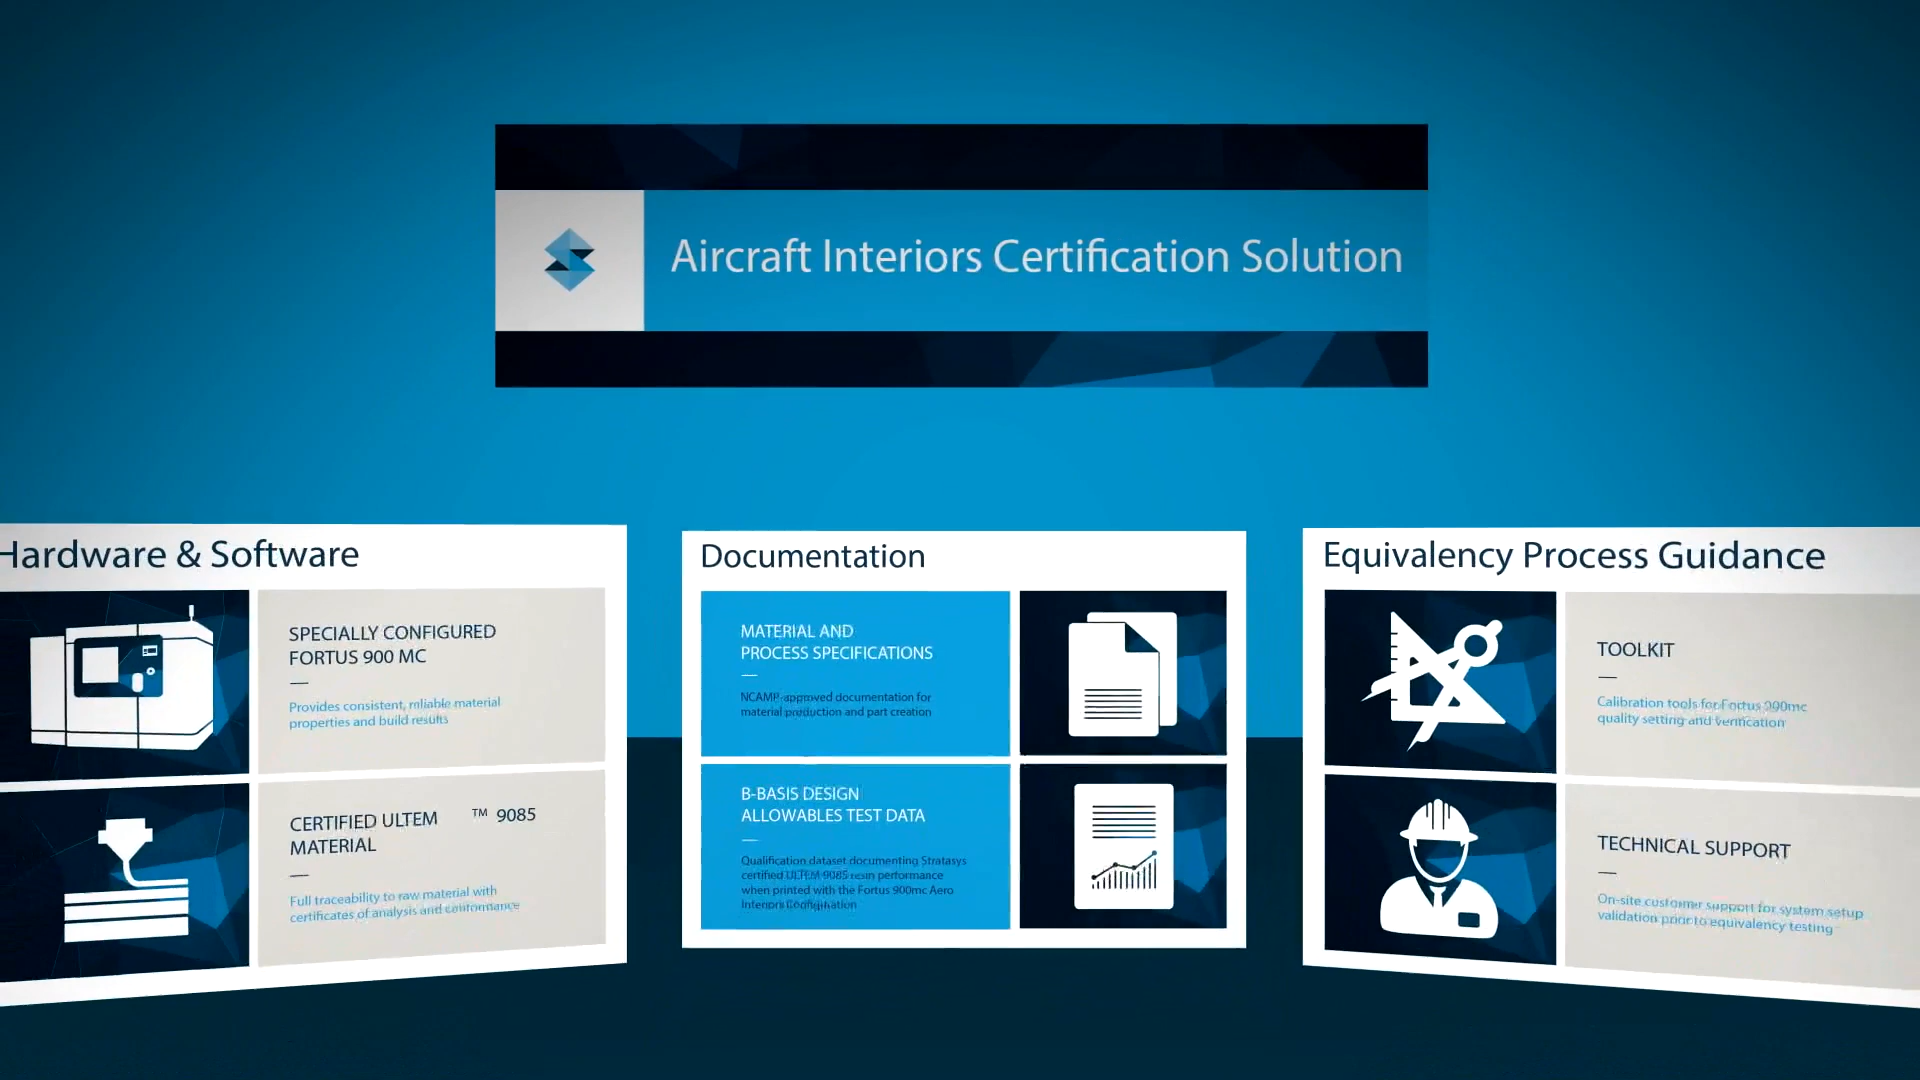 Aircraft Interiors Certification Solution
Hardware & Software
SPECIALLY CONFIGURED
FORTUS 900 MC
Provides consistent, reliable material
properties and build results
CERTIFIED ULTEM ™ 9085
MATERIAL
Full traceability to raw material with
certificates of analysis and conformance
Documentation
MATERIAL AND
PROCESS SPECIFICATIONS
NCAMP-approved documentation for
material production and part creation
B-BASIS DESIGN
ALLOWABLES TEST DATA
Qualification dataset documenting Stratasys
certified ULTEM 9085 resin performance
when printed with the Fortus 900mc Aero
Interiors Configuration
Equivalency Process Guidance
TOOLKIT
Calibration tools for Fortus 900mc
quality setting and verification
TECHNICAL SUPPORT
On-site customer support for system setup
validation prior to equivalency testing